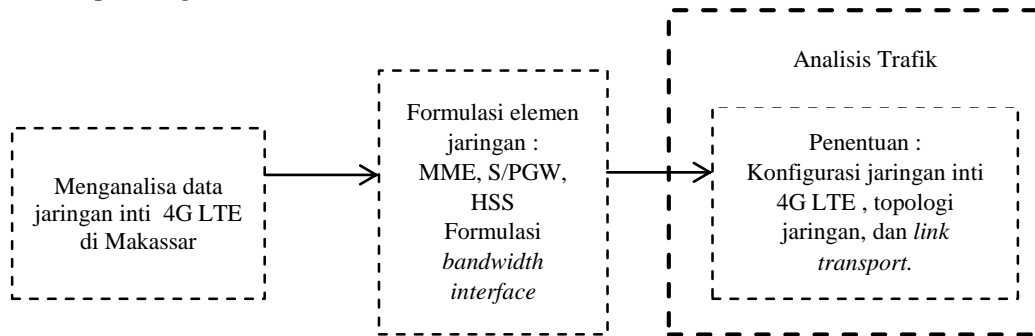 Menganalisa data
jaringan inti 4G LTE
di Makassar
Formulasi elemen
jaringan :
MME, S/PGW,
HSS
Formulasi
bandwidth
interface
Analisis Trafik
Penentuan :
Konfigurasi jaringan inti
4G LTE , topologi
jaringan, dan link
transport.